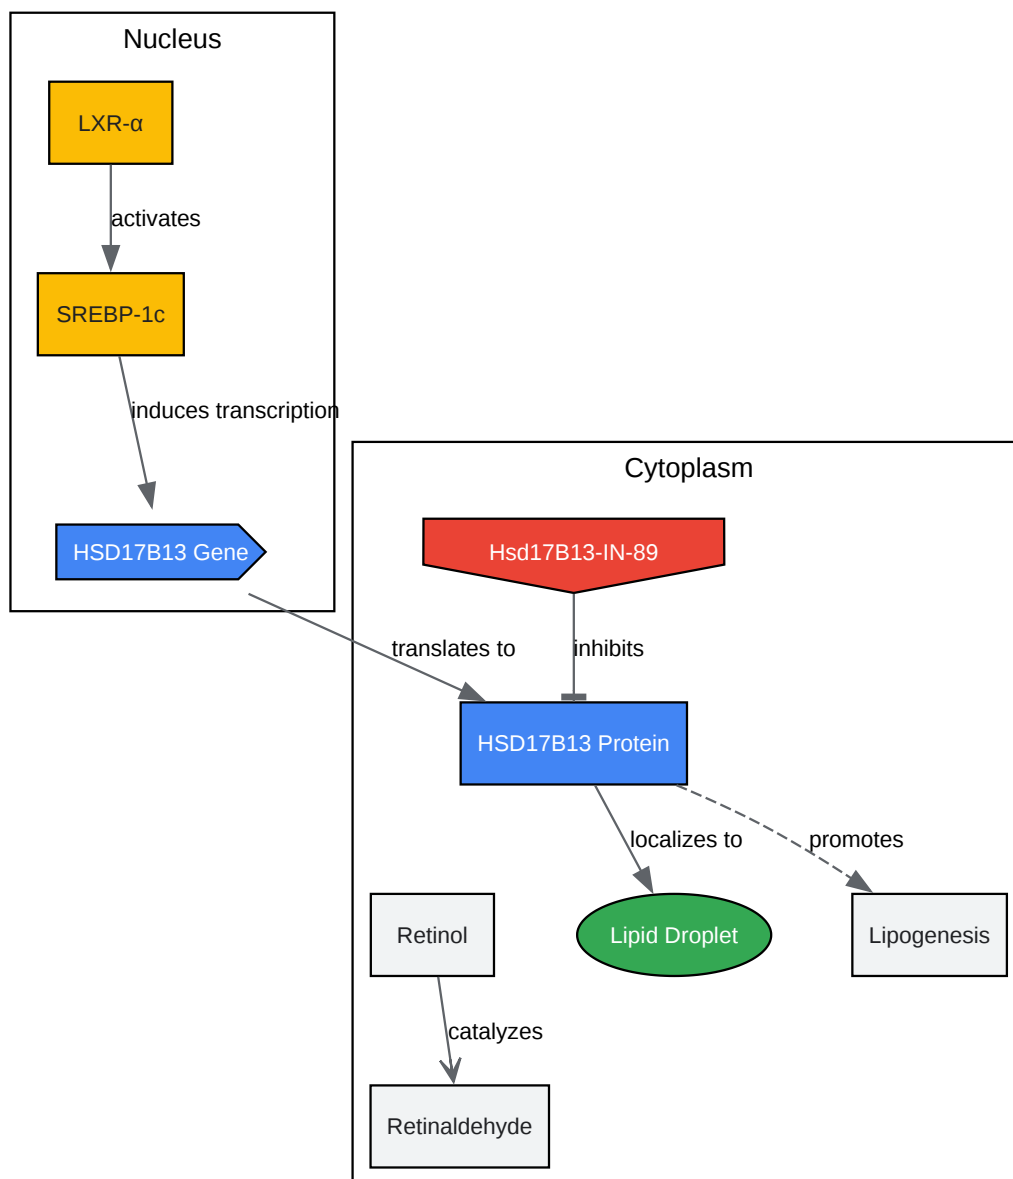 Nucleus
LXR-α
activates
SREBP-1c
induces transcription
HSD17B13 Gene
Cytoplasm
Hsd17B13-IN-89
translates to
inhibits
HSD17B13 Protein
localizes to
promotes
Retinol
Lipid Droplet
Lipogenesis
catalyzes
Retinaldehyde